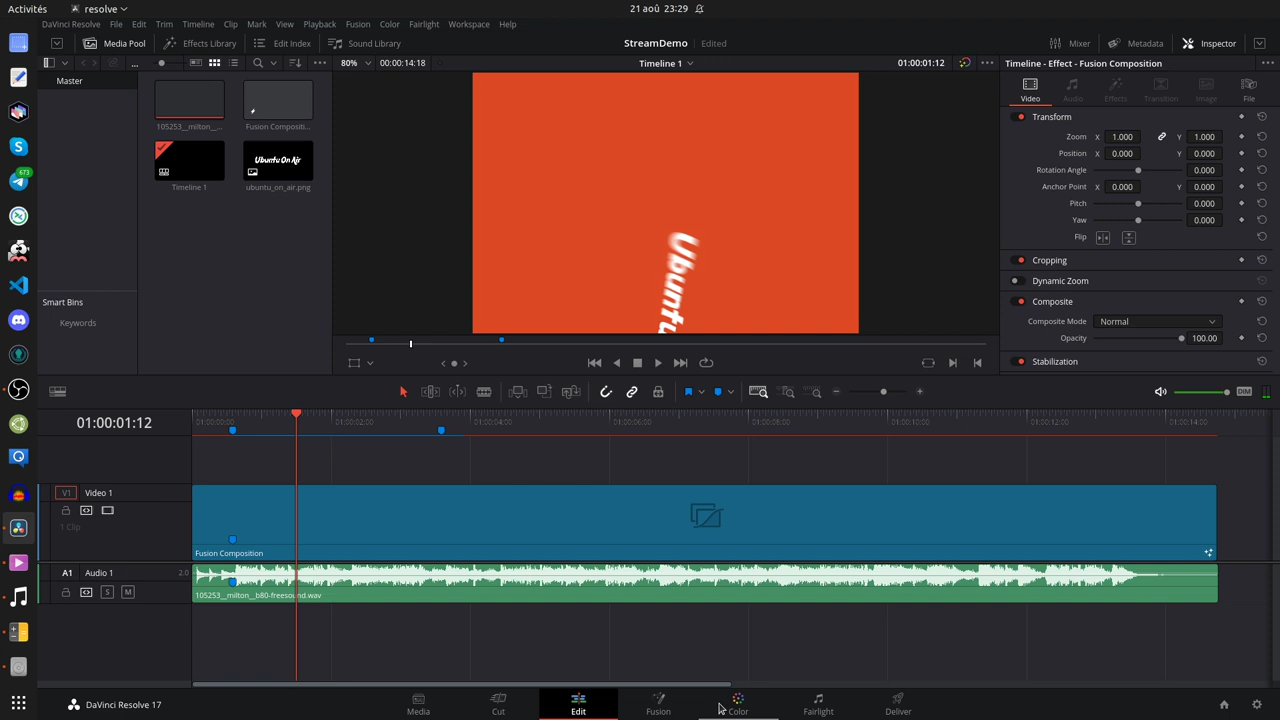 Activités
resolve
21 aoû 23:29
DaVinci Resolve File Edit Trim Timeline Clip Mark View Playback Fusion Color Fairlight Workspace Help
Media Pool Effects Library Edit Index Sound Library
StreamDemo Edited
Mixer Metadata Inspector
... 80% 00:00:14:18 Timeline 1 01:00:01:12
Timeline - Effect - Fusion Composition
Master
105253__milton__...
Fusion Compositi...
Timeline 1
Ubuntu On Air
ubuntu_on_air.png
Smart Bins
Keywords
673
Ubuntu
Video Audio Effects Transition Image File
Transform
Zoom X 1.000 Y 1.000
Position X 0.000 Y 0.000
Rotation Angle 0.000
Anchor Point X 0.000 Y 0.000
Pitch 0.000
Yaw 0.000
Flip
Cropping
Dynamic Zoom
Composite
Composite Mode Normal
Opacity 100.00
Stabilization
DIM
01:00:01:12
01:00:00:00 01:00:02:00 01:00:04:00 01:00:06:00 01:00:08:00 01:00:10:00 01:00:12:00 01:00:14:00
V1 Video 1
1 Clip
Fusion Composition
A1 Audio 1 2.0
S M
105253__milton__b80-freesound.wav
DaVinci Resolve 17
Media Cut Edit Fusion Color Fairlight Deliver